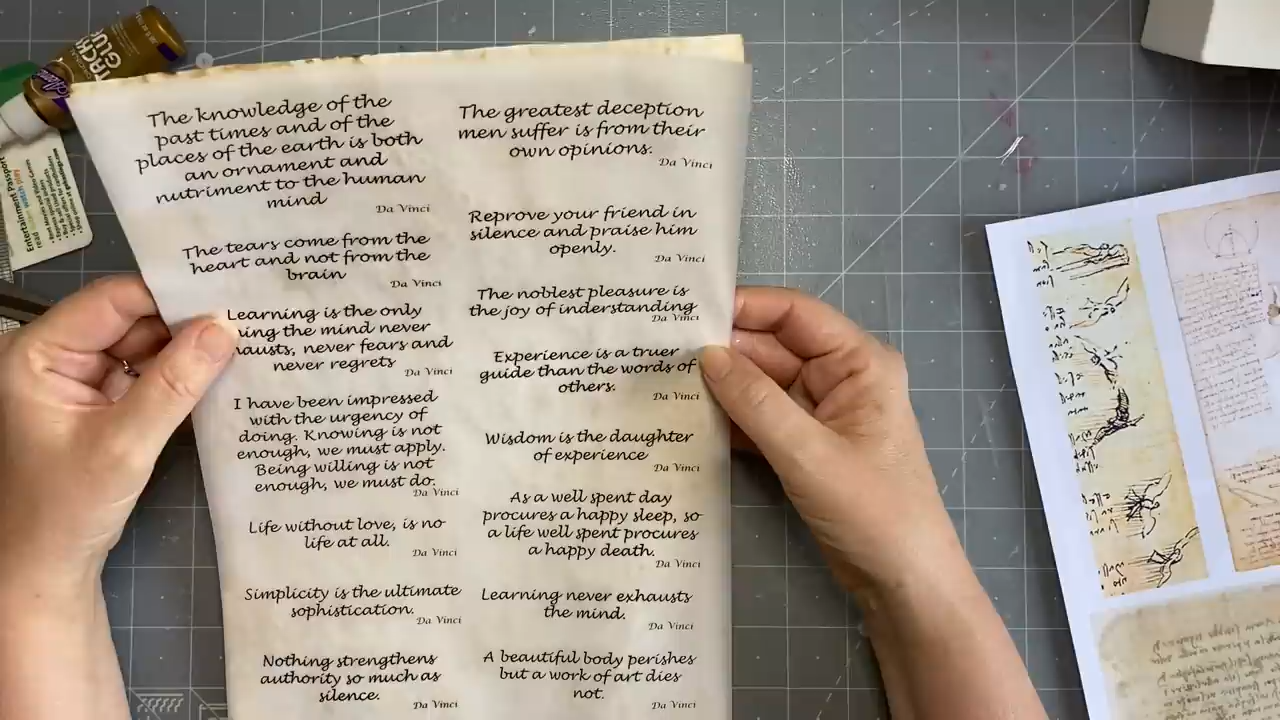 The knowledge of the
past times and of the
places of the earth is both
an ornament and
nutriment to the human
mind
Da Vinci
The tears come from the
heart and not from the
brain
Da Vinci
Learning is the only
the mind never
never fears and
never regrets
Da Vinci
I have been impressed
with the urgency of
doing. Knowing is not
enough, we must apply.
Being willing is not
enough, we must do.
Da Vinci
Life without love, is no
life at all.
Da Vinci
Simplicity is the ultimate
sophistication.
Da Vinci
Nothing strengthens
authority so much as
silence.
Da Vinci
The greatest deception
men suffer is from their
own opinions.
Da Vinci
Reprove your friend in
silence and praise him
openly.
Da Vinci
The noblest pleasure is
the joy of inderstanding
Da Vinci
Experience is a truer
guide than the words of
others.
Da Vinci
Wisdom is the daughter
of experience
Da Vinci
As a well spent day
procures a happy sleep, so
a life well spent procures
a happy death.
Da Vinci
Learning never exhausts
the mind.
Da Vinci
A beautiful body perishes
but a work of art dies
not.
Da Vinci
TACKY
GLUE
Entertainment Passport
read listen watch play